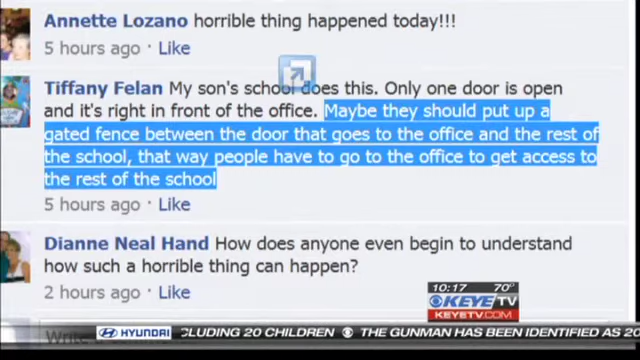 Annette Lozano horrible thing happened today!!!
5 hours ago · Like
Tiffany Felan My son's school does this. Only one door is open
and it's right in front of the office. Maybe they should put up a
gated fence between the door that goes to the office and the rest of
the school, that way people have to go to the office to get access to
the rest of the school
5 hours ago · Like
Dianne Neal Hand How does anyone even begin to understand
how such a horrible thing can happen?
2 hours ago · Like
10:17 70°
KEYE TV
KEYETV.COM
Write
HYUNDAI CLUDING 20 CHILDREN THE GUNMAN HAS BEEN IDENTIFIED AS 20